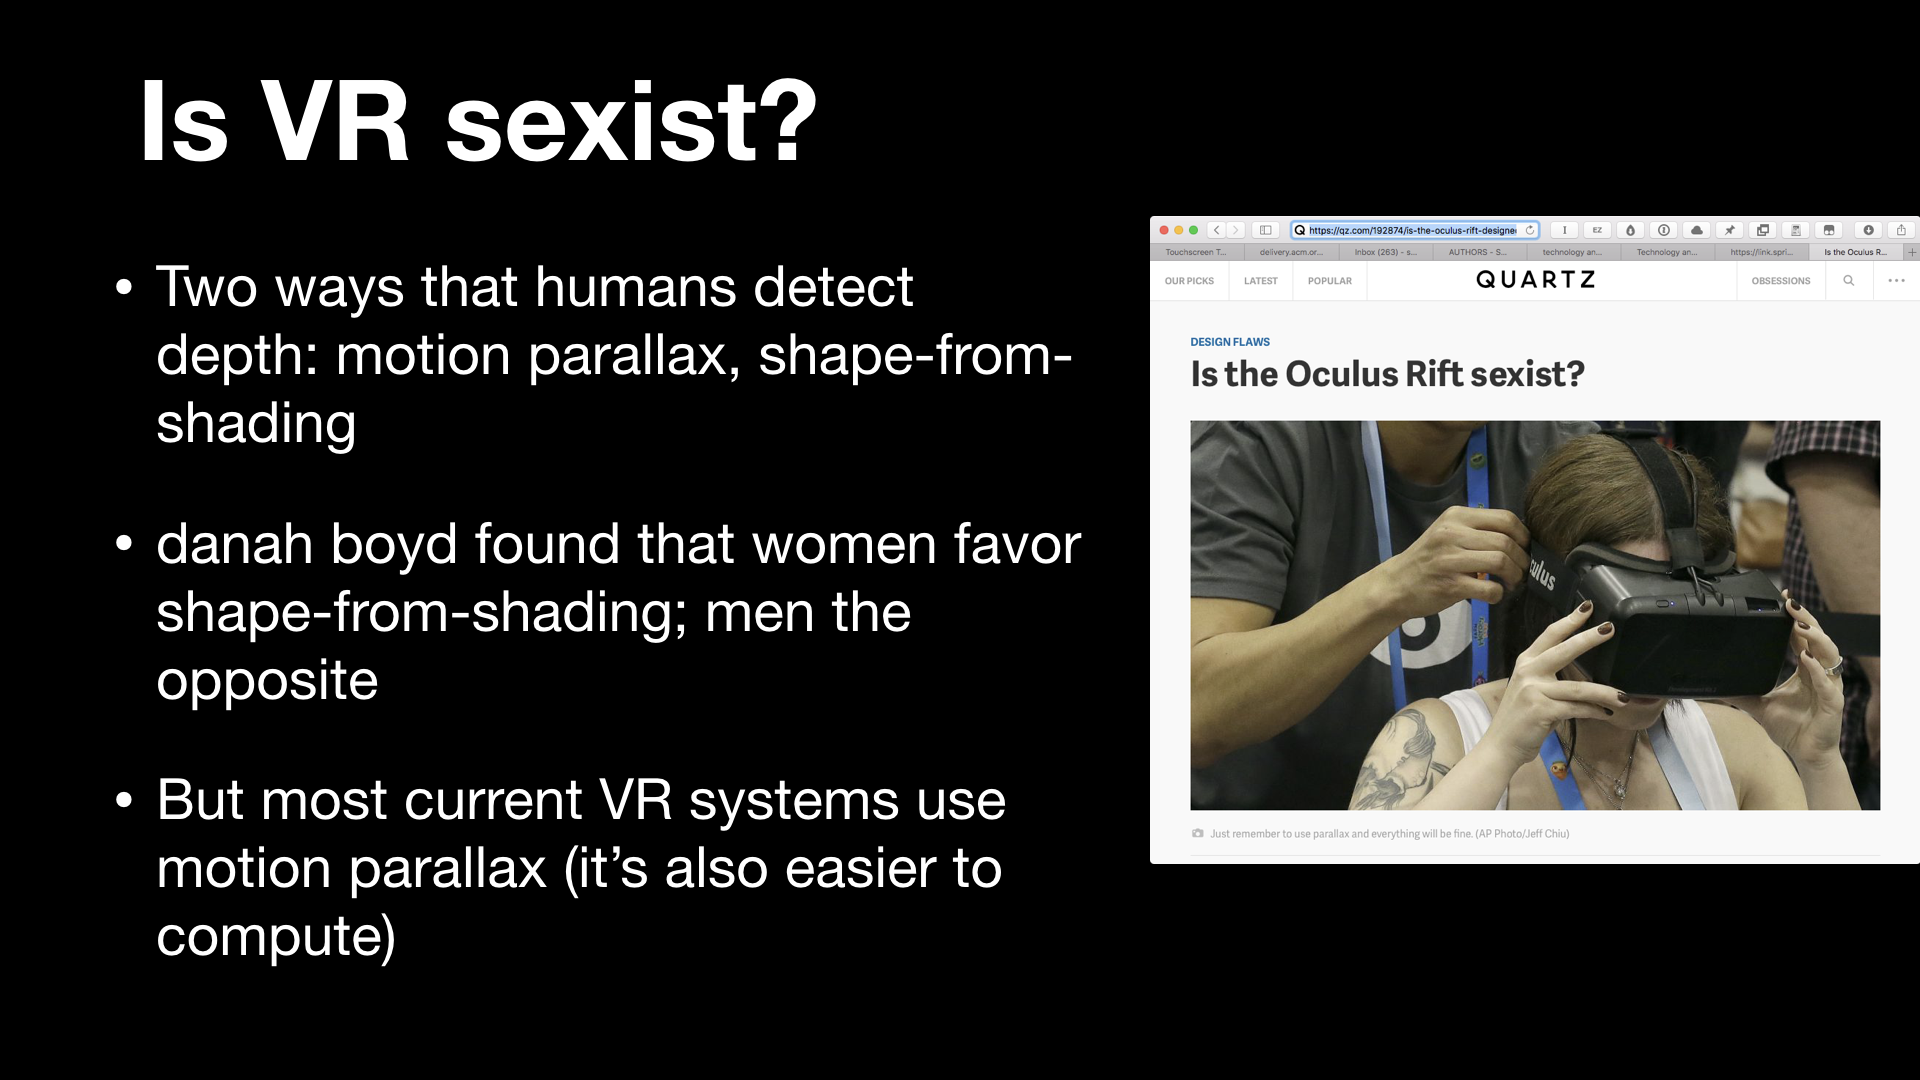 Is VR sexist?
• Two ways that humans detect
depth: motion parallax, shape-from-
shading
• danah boyd found that women favor
shape-from-shading; men the
opposite
• But most current VR systems use
motion parallax (it’s also easier to
compute)
https://qz.com/192874/is-the-oculus-rift-designe
EZ
Touchscreen T... delivery.acm.or... Inbox (263) - s... AUTHORS - S... technology an... Technology an... https://link.spri... Is the Oculus R...
OUR PICKS LATEST POPULAR QUARTZ OBSESSIONS
DESIGN FLAWS
Is the Oculus Rift sexist?
culus
Just remember to use parallax and everything will be fine. (AP Photo/Jeff Chiu)